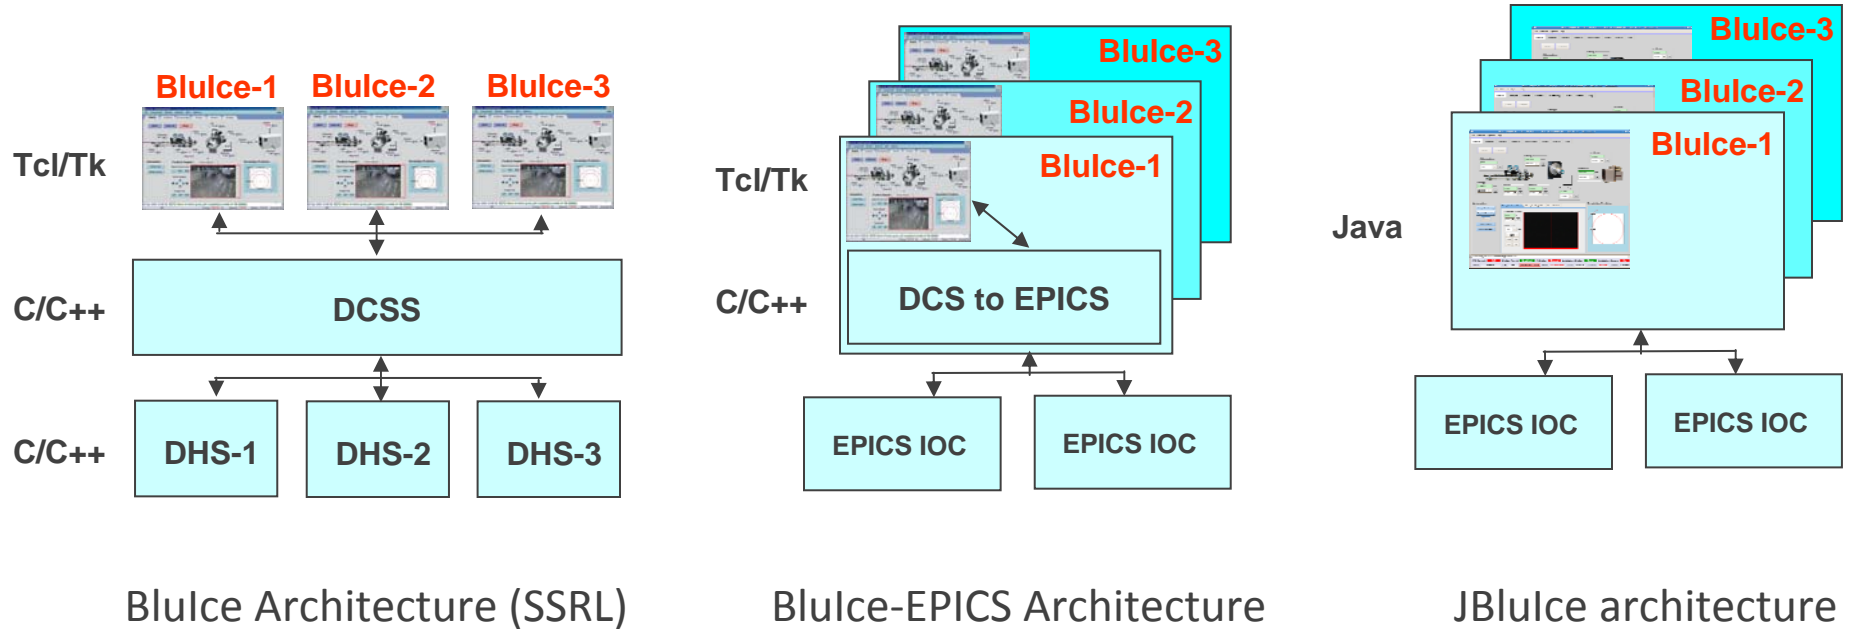 BluIce-1 BluIce-2 BluIce-3
Tcl/Tk
C/C++ DCSS
C/C++ DHS-1 DHS-2 DHS-3
BluIce Architecture (SSRL)
BluIce-3
BluIce-2
BluIce-1
Tcl/Tk
C/C++ DCS to EPICS
EPICS IOC EPICS IOC
BluIce-EPICS Architecture
BluIce-3
BluIce-2
BluIce-1
Java
EPICS IOC EPICS IOC
JBluIce architecture